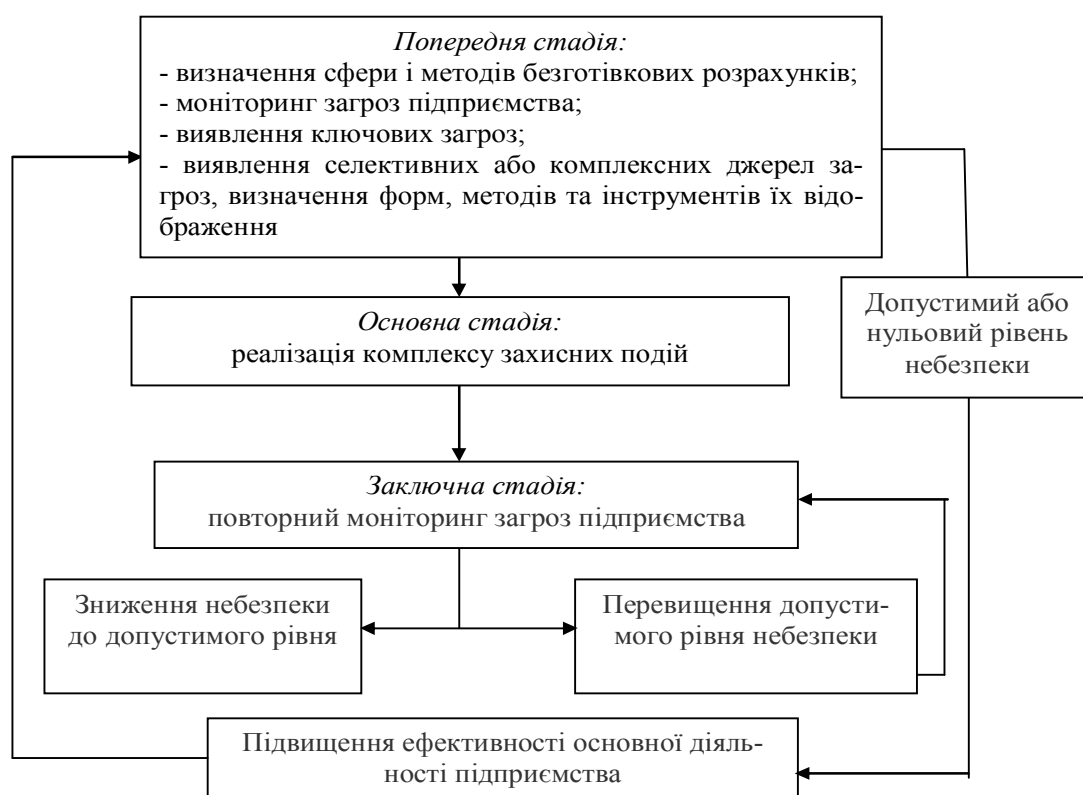 Попередня стадія:
- визначення сфери і методів безготівкових розрахунків;
- моніторинг загроз підприємства;
- виявлення ключових загроз;
- виявлення селективних або комплексних джерел за-
гроз, визначення форм, методів та інструментів їх відо-
браження
Допустимий або
нульовий рівень
небезпеки
Основна стадія:
реалізація комплексу захисних подій
Заключна стадія:
повторний моніторинг загроз підприємства
Зниження небезпеки
до допустимого рівня
Перевищення допусти-
мого рівня небезпеки
Підвищення ефективності основної діяль-
ності підприємства